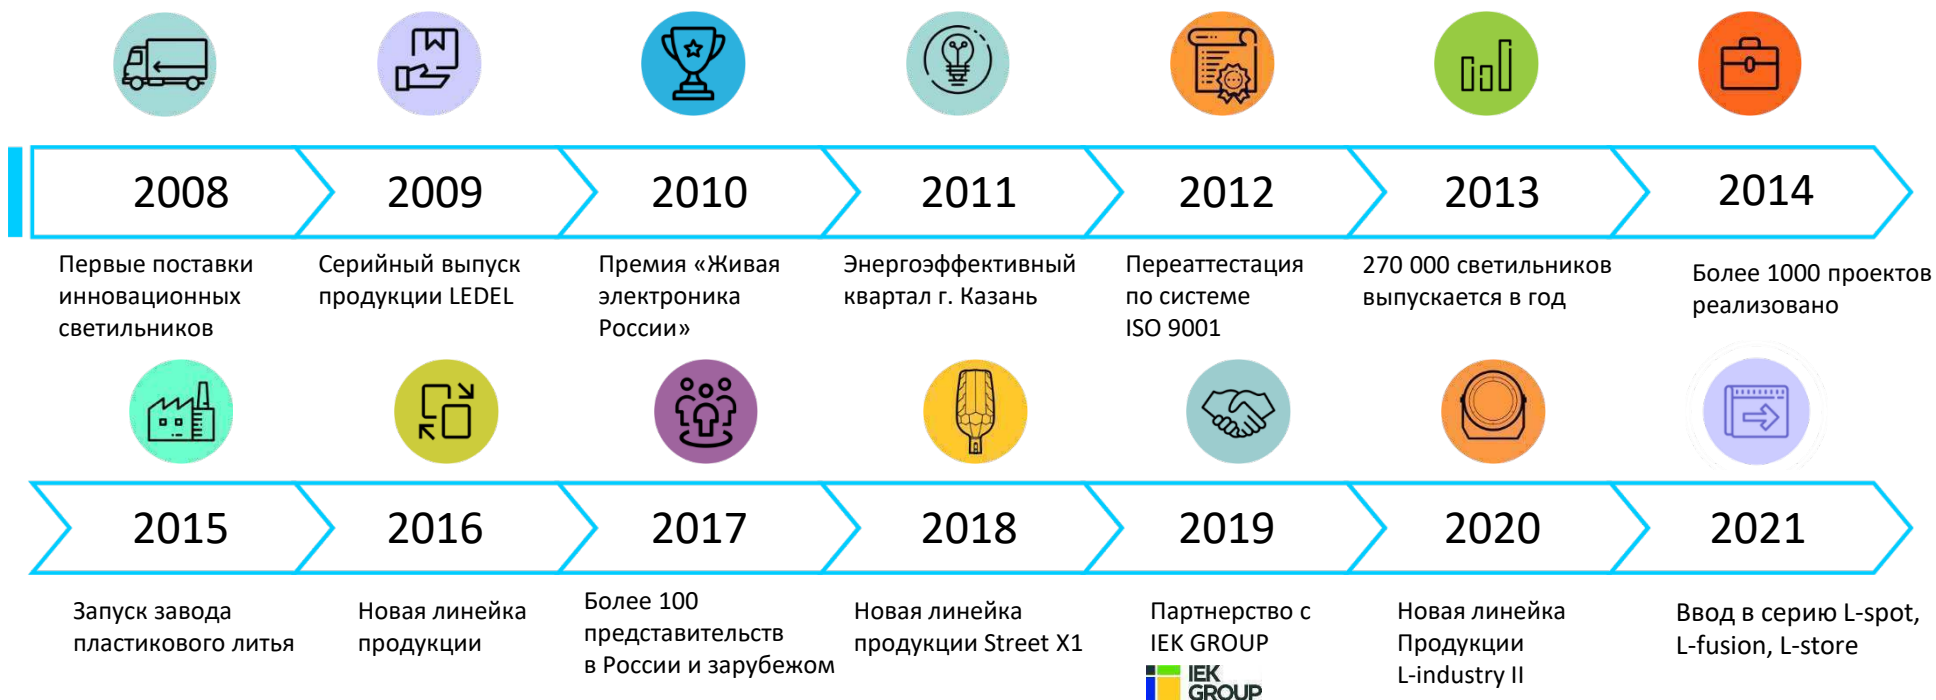 2008
2009
2010
2011
2012
2013
2014
Первые поставки
инновационных
светильников
Серийный выпуск
продукции LEDEL
Премия «Живая
электроника
России»
Энергоэффективный
квартал г. Казань
Переаттестация
по системе
ISO 9001
270 000 светильников
выпускается в год
Более 1000 проектов
реализовано
2015
2016
2017
2018
2019
2020
2021
Запуск завода
пластикового литья
Новая линейка
продукции
Более 100
представительств
в России и зарубежом
Новая линейка
продукции Street X1
Партнерство с
IEK GROUP
IEK
GROUP
Новая линейка
Продукции
L-industry II
Ввод в серию L-spot,
L-fusion, L-store